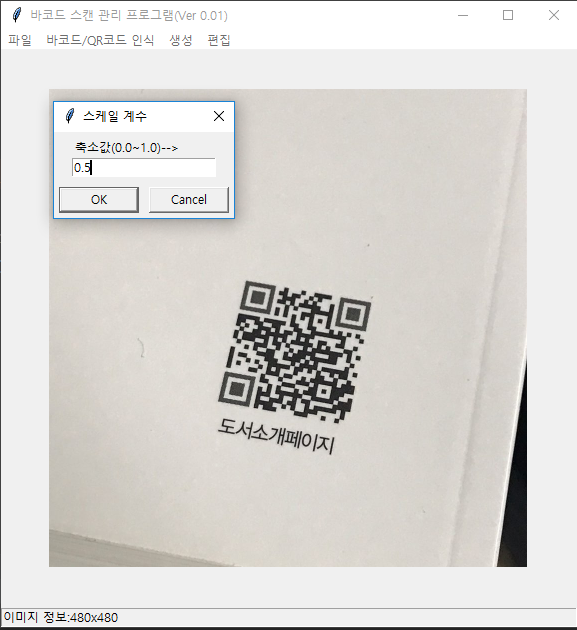 바코드 스캔 관리 프로그램(Ver 0.01)
파일 바코드/QR코드 인식 생성 편집
스케일 계수
축소값(0.0~1.0)-->
0.5
OK Cancel
도서소개페이지
이미지 정보:480x480